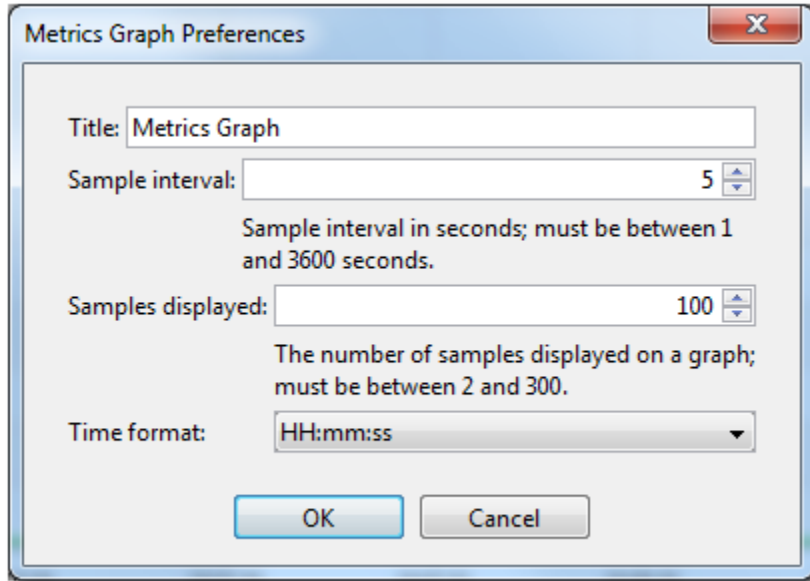 Metrics Graph Preferences
Title: Metrics Graph
Sample interval: 5
Sample interval in seconds; must be between 1
and 3600 seconds.
Samples displayed: 100
The number of samples displayed on a graph;
must be between 2 and 300.
Time format: HH:mm:ss
OK Cancel